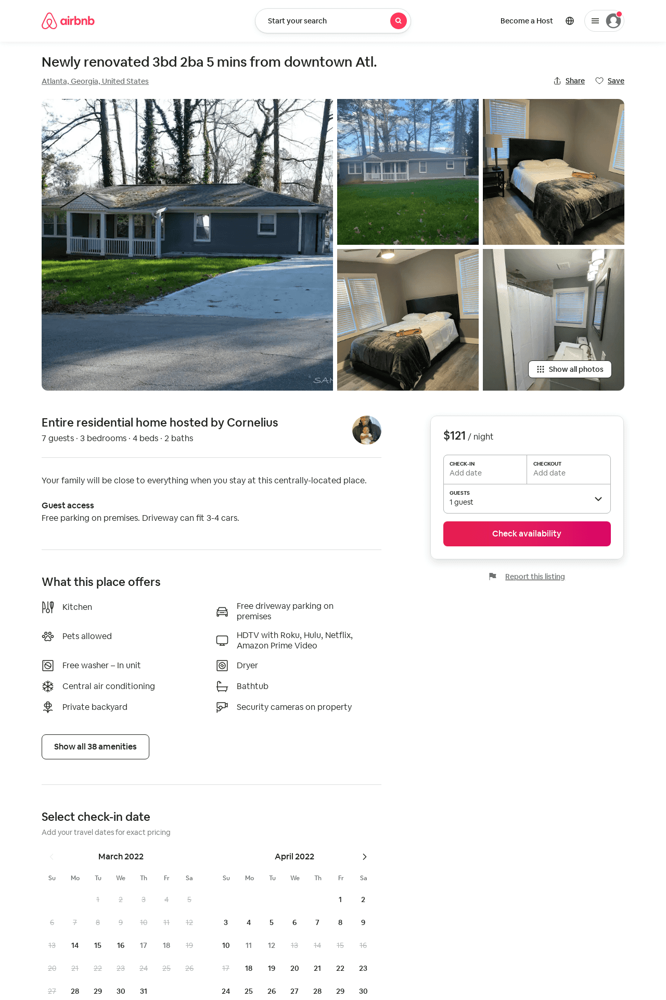 airbnb
Start your search
Become a Host
Newly renovated 3bd 2ba 5 mins from downtown Atl.
Atlanta, Georgia, United States
Share
Save
SAN
Show all photos
Entire residential home hosted by Cornelius
7 guests · 3 bedrooms · 4 beds · 2 baths
$121 / night
CHECK-IN
Add date
CHECKOUT
Add date
GUESTS
1 guest
Check availability
Report this listing
Your family will be close to everything when you stay at this centrally-located place.
Guest access
Free parking on premises. Driveway can fit 3-4 cars.
What this place offers
Kitchen
Free driveway parking on
premises
Pets allowed
HDTV with Roku, Hulu, Netflix,
Amazon Prime Video
Free washer – In unit
Dryer
Central air conditioning
Bathtub
Private backyard
Security cameras on property
Show all 38 amenities
Select check-in date
Add your travel dates for exact pricing
March 2022
Su Mo Tu We Th Fr Sa
1 2 3 4 5
6 7 8 9 10 11 12
13 14 15 16 17 18 19
20 21 22 23 24 25 26
27 28 29 30 31
April 2022
Su Mo Tu We Th Fr Sa
1 2
3 4 5 6 7 8 9
10 11 12 13 14 15 16
17 18 19 20 21 22 23
24 25 26 27 28 29 30